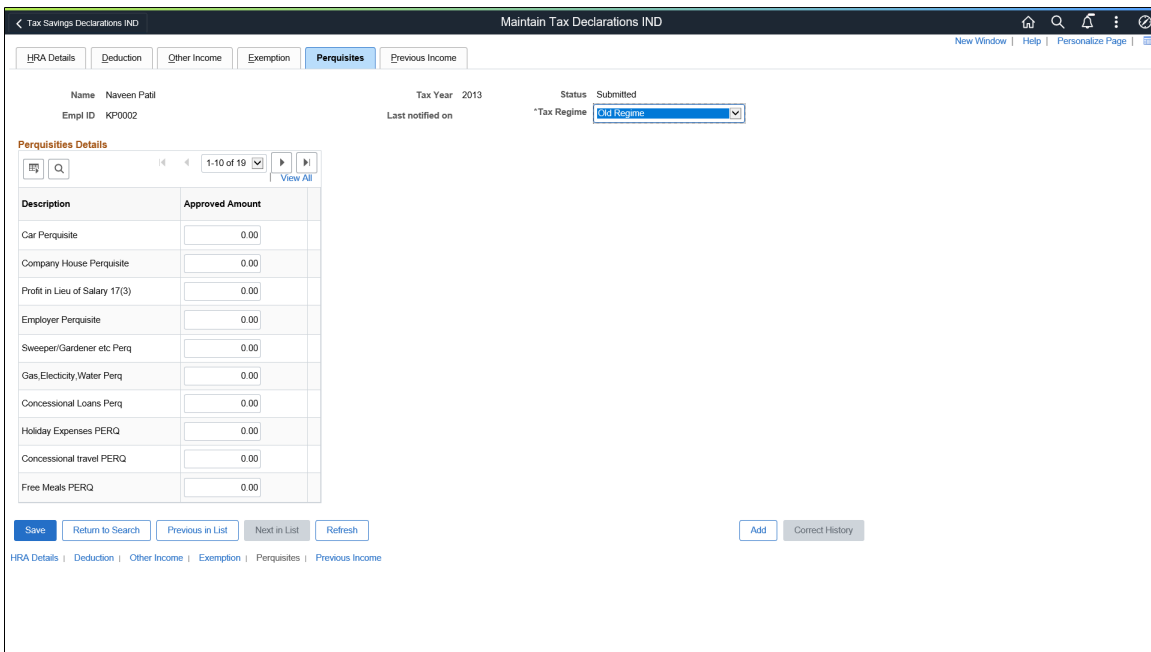 Tax Savings Declarations IND
Maintain Tax Declarations IND
New Window | Help | Personalize Page |
HRA Details Deduction Other Income Exemption Perquisites Previous Income
Name Naveen Patil Tax Year 2013 Status Submitted
Empl ID KP0002 Last notified on *Tax Regime Old Regime
Perquisities Details
1-10 of 19
| View All
Description Approved Amount
Car Perquisite 0.00
Company House Perquisite 0.00
Profit in Lieu of Salary 17(3) 0.00
Employer Perquisite 0.00
Sweeper/Gardener etc Perq 0.00
Gas,Electicity,Water Perq 0.00
Concessional Loans Perq 0.00
Holiday Expenses PERQ 0.00
Concessional travel PERQ 0.00
Free Meals PERQ 0.00
Save Return to Search Previous in List Next in List Refresh Add Correct History
HRA Details | Deduction | Other Income | Exemption | Perquisites | Previous Income